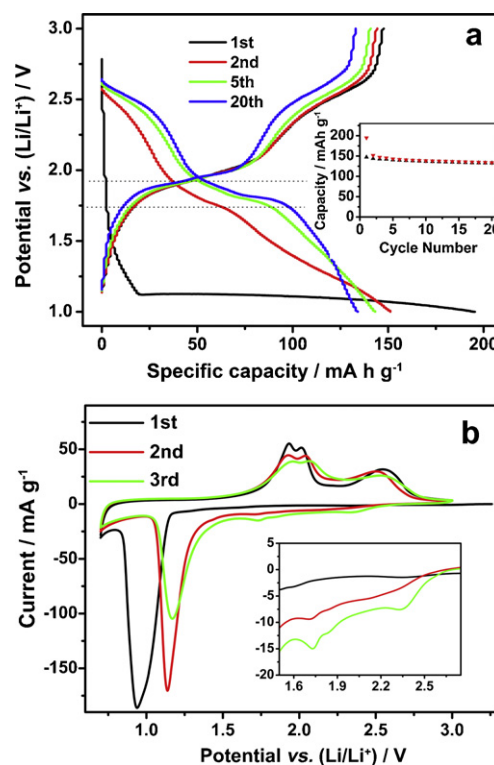 a
1st
2nd
5th
20th
3.0
2.5
2.0
1.5
1.0
Potential vs. (Li/Li⁺) / V
0
50
100
150
200
Specific capacity / mA h g⁻¹
200
150
100
50
0
Capacity / mAh g⁻¹
0
5
10
15
20
Cycle Number
b
1st
2nd
3rd
50
0
-50
-100
-150
Current / mA g⁻¹
1.0
1.5
2.0
2.5
3.0
Potential vs. (Li/Li⁺) / V
5
0
-5
-10
-15
-20
1.6
1.9
2.2
2.5